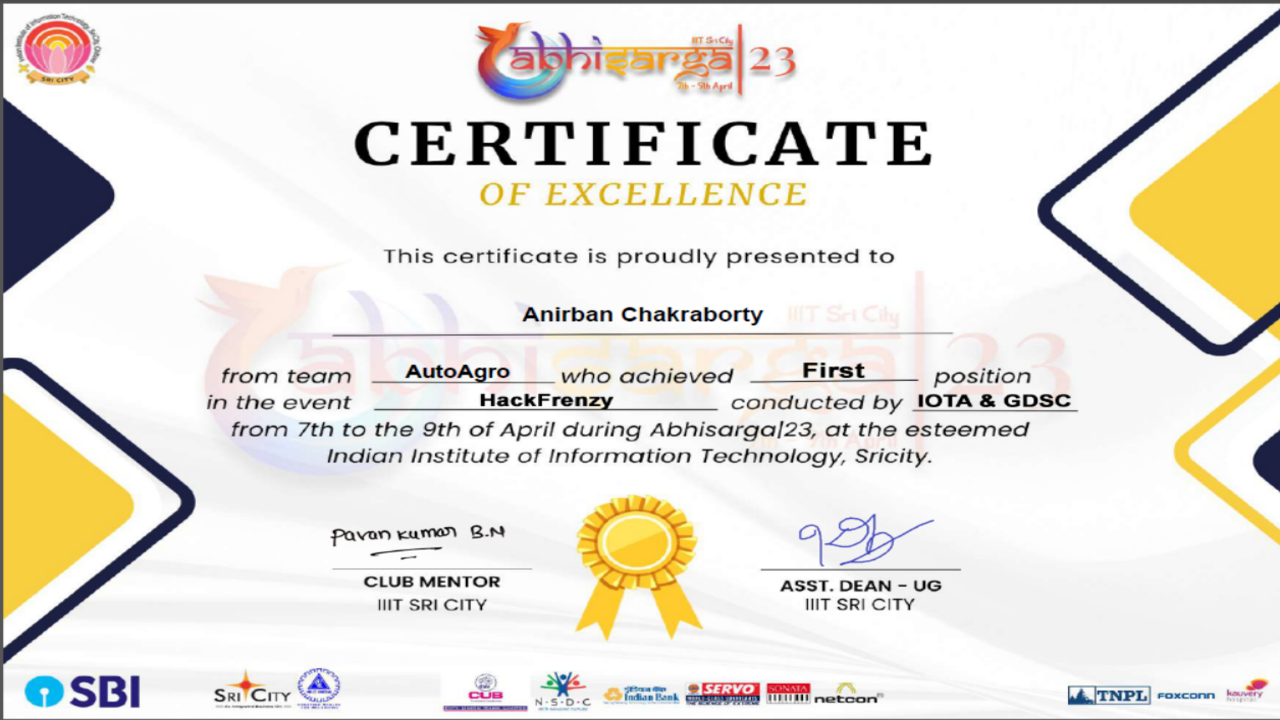 Indian Institute of Information Technology, Sri City, Chittoor
SRI CITY
IIIT Sri City
abhisarga|23
7th - 9th April
CERTIFICATE
OF EXCELLENCE
This certificate is proudly presented to
Anirban Chakraborty
from team AutoAgro who achieved First position
in the event HackFrenzy conducted by IOTA & GDSC
from 7th to the 9th of April during Abhisarga|23, at the esteemed
Indian Institute of Information Technology, Sricity.
Pavan Kumar B.N
CLUB MENTOR
IIIT SRI CITY
ASST. DEAN - UG
IIIT SRI CITY
SBI
SRI CITY
CUB
N·S·D·C
इंडियन बैंक
Indian Bank
SERVO
SONATA
netcon
TNPL
FOXCONN
kauvery
hospital